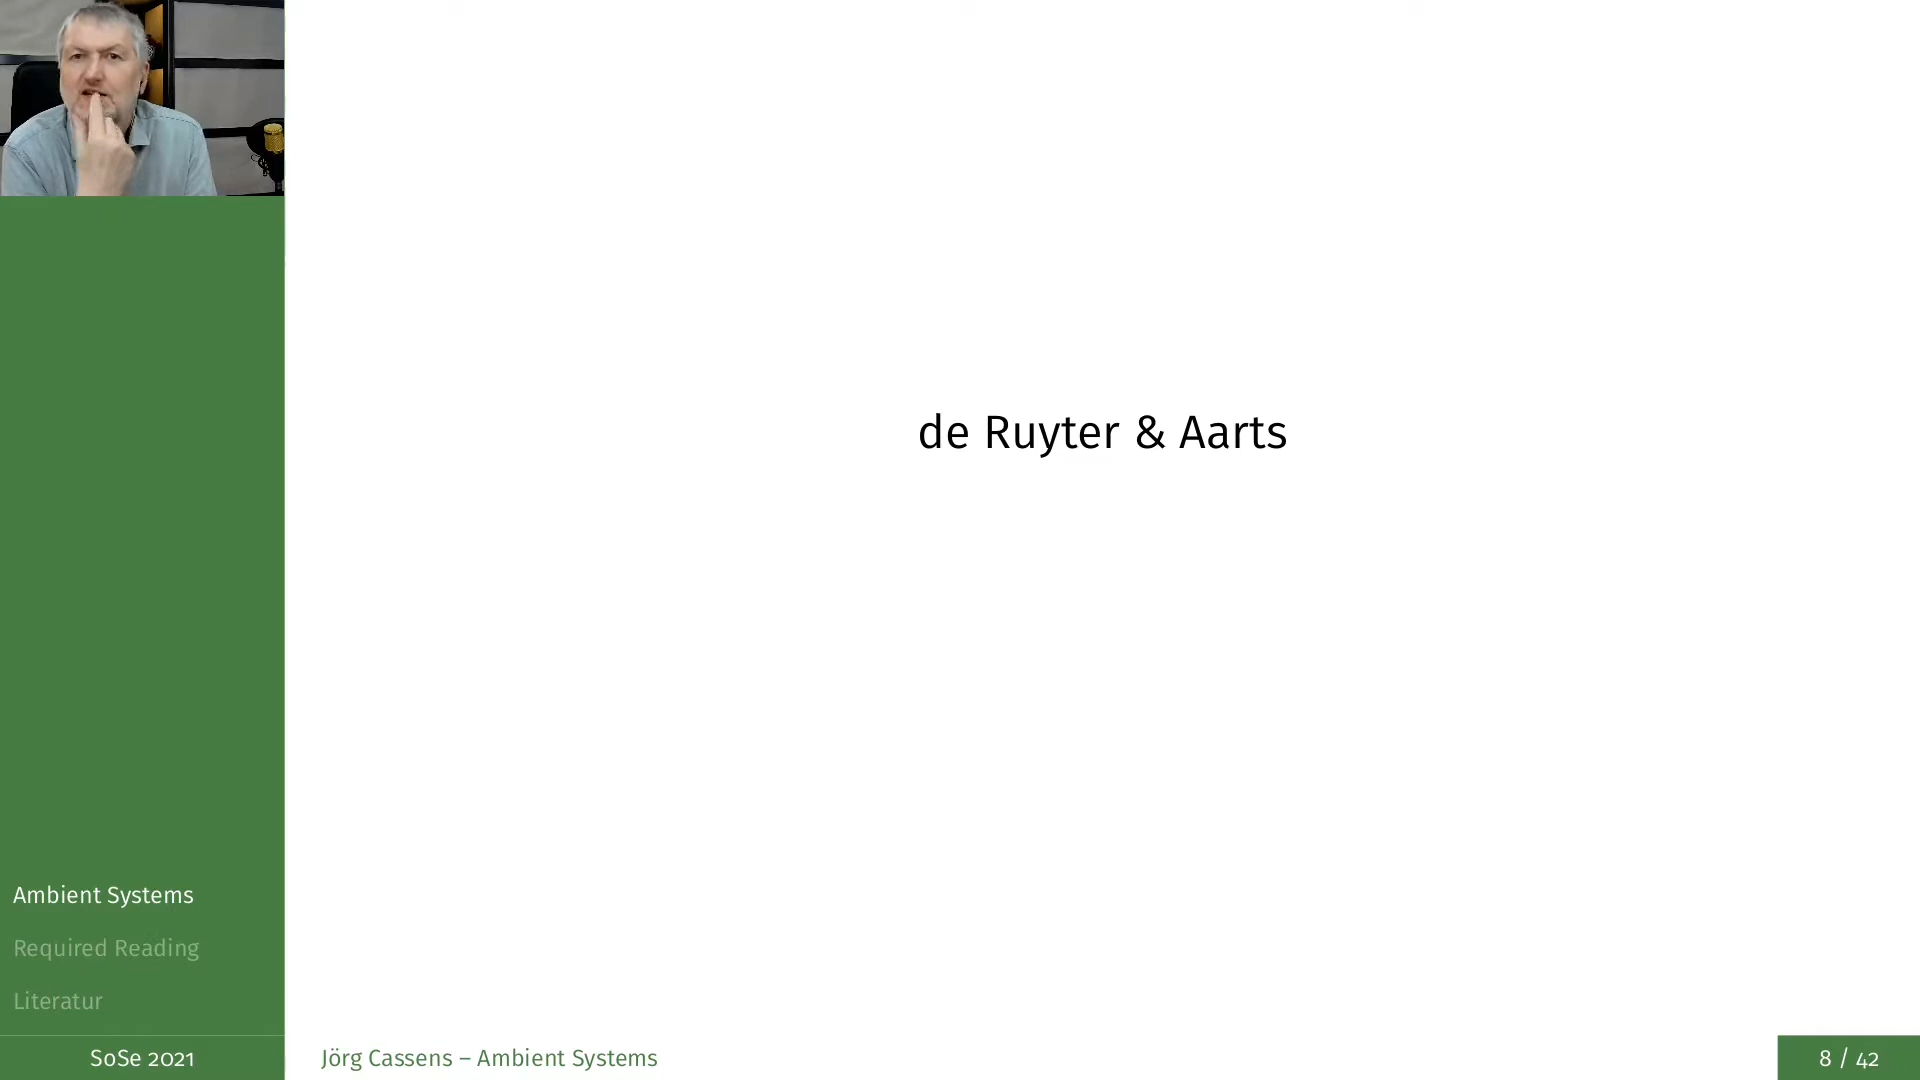 de Ruyter & Aarts
Ambient Systems
Required Reading
Literatur
SoSe 2021
Jörg Cassens – Ambient Systems
8 / 42